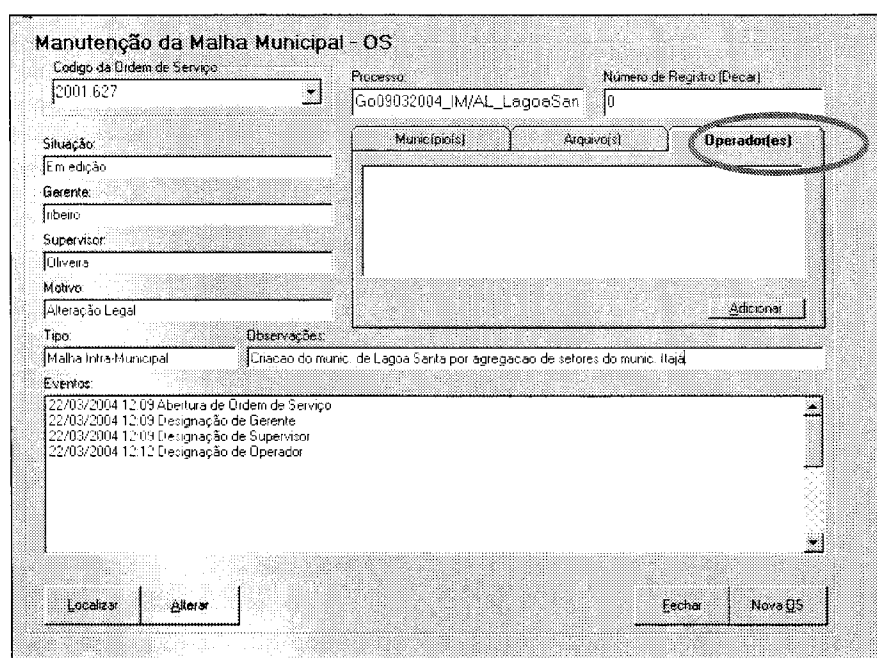 Manutenção da Malha Municipal - OS
Codigo da Ordem de Serviço
2001.627
Processo:
Go09032004_IM/AL_LagoaSan
Número de Registro (Decar)
0
Município(s)
Arquivo(s)
Operador(es)
Situação:
Em edição
Gerente:
ribeiro
Supervisor:
Oliveira
Motivo:
Alteração Legal
Adicionar
Tipo:
Malha Intra-Municipal
Observações:
Criacao do munic. de Lagoa Santa por agregacao de setores do munic. Itaja
Eventos:
22/03/2004 12:09 Abertura de Ordem de Serviço
22/03/2004 12:09 Designação de Gerente
22/03/2004 12:09 Designação de Supervisor
22/03/2004 12:12 Designação de Operador
Localizar
Alterar
Fechar
Nova OS